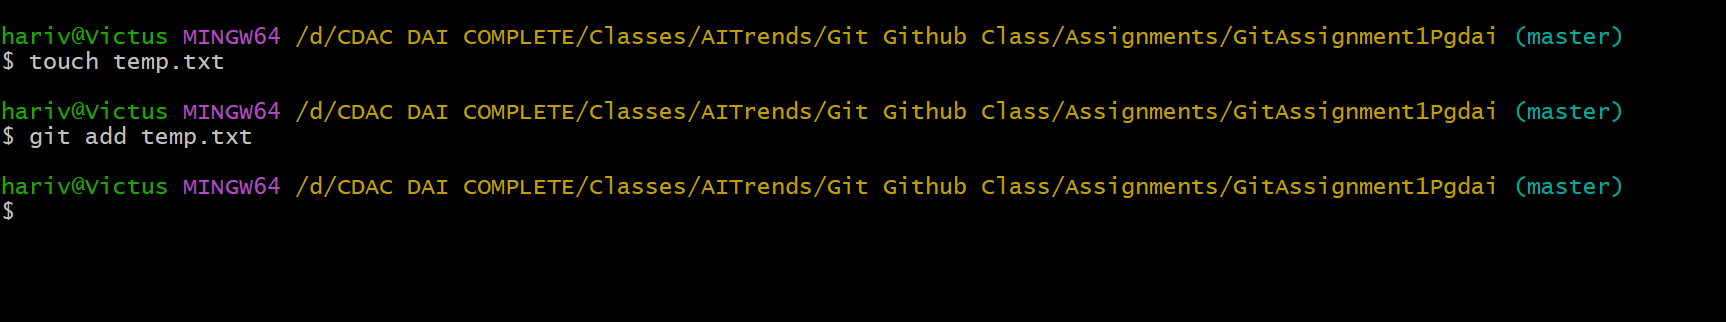 hariv@Victus MINGW64 /d/CDAC DAI COMPLETE/Classes/AITrends/Git Github Class/Assignments/GitAssignment1Pgdai (master)
$ touch temp.txt
hariv@Victus MINGW64 /d/CDAC DAI COMPLETE/Classes/AITrends/Git Github Class/Assignments/GitAssignment1Pgdai (master)
$ git add temp.txt
hariv@Victus MINGW64 /d/CDAC DAI COMPLETE/Classes/AITrends/Git Github Class/Assignments/GitAssignment1Pgdai (master)
$